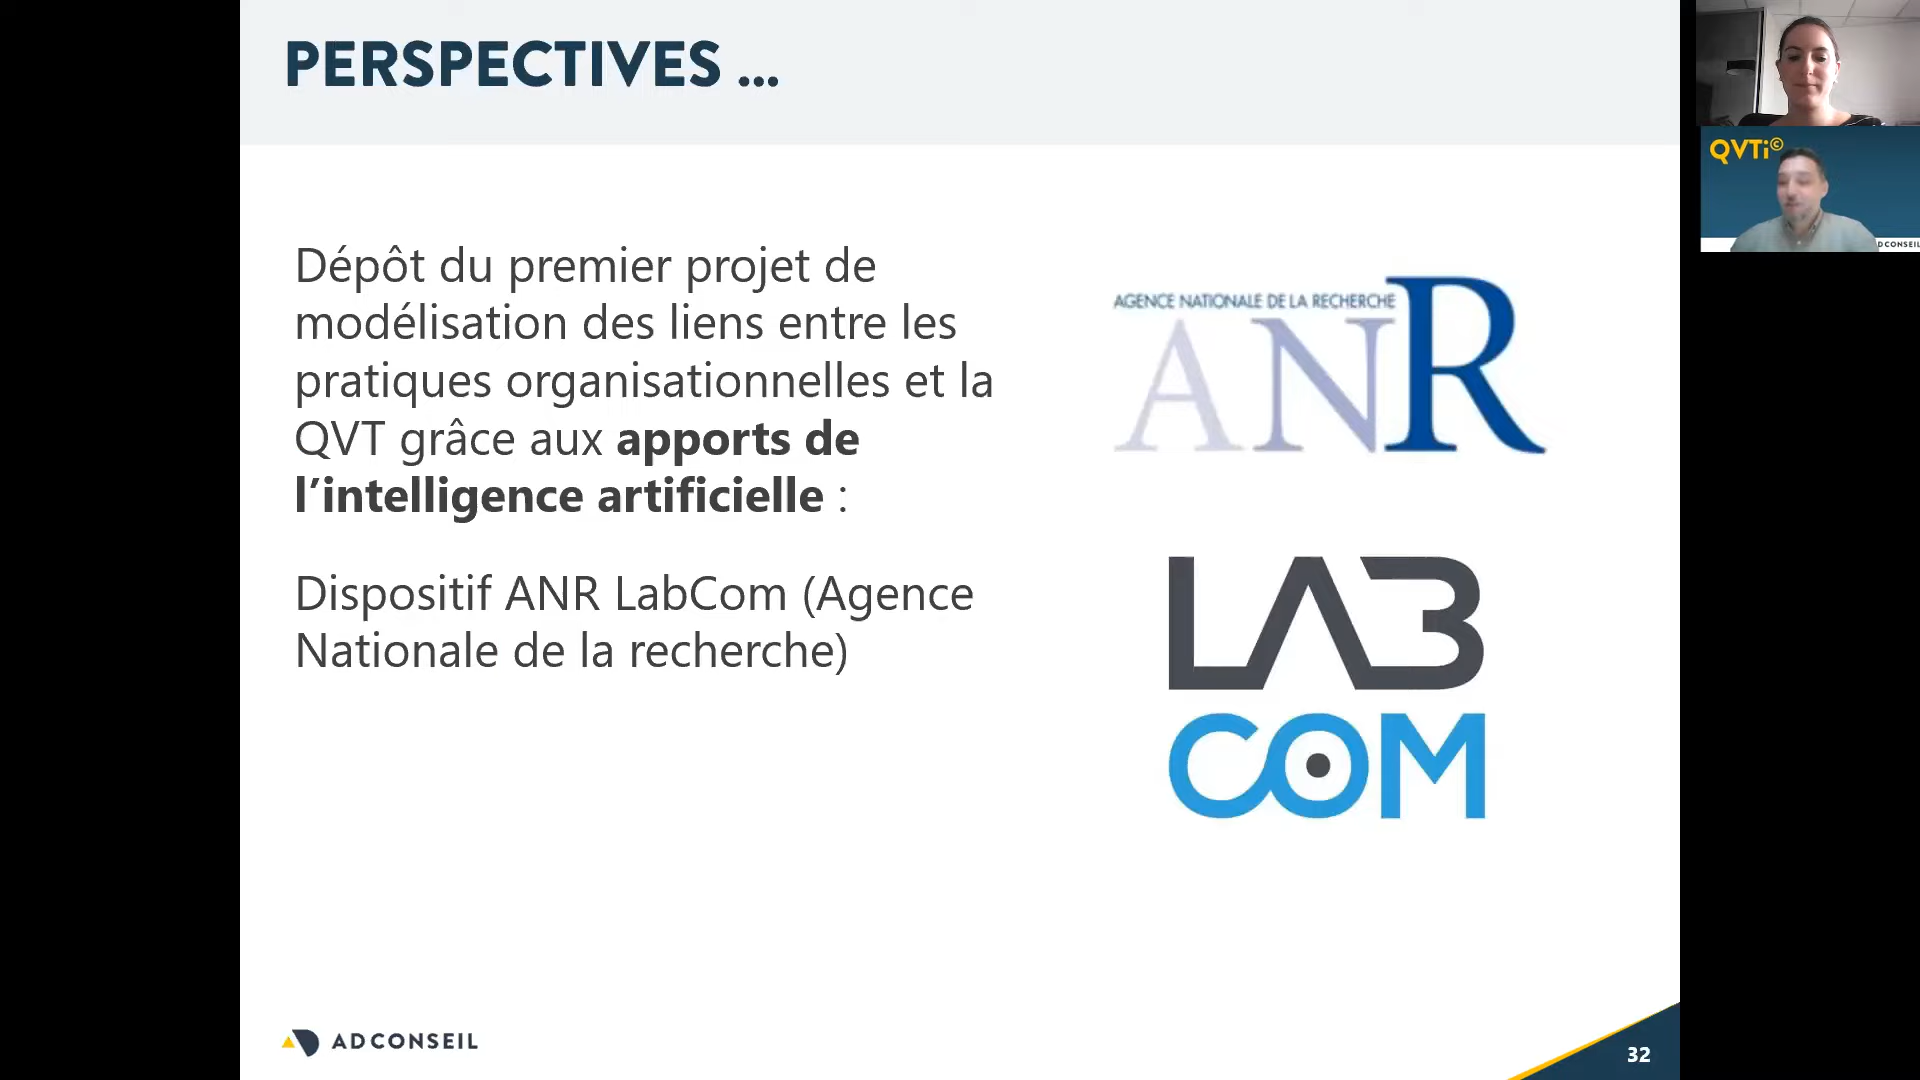 PERSPECTIVES ...
Dépôt du premier projet de
modélisation des liens entre les
pratiques organisationnelles et la
QVT grâce aux apports de
l’intelligence artificielle :
Dispositif ANR LabCom (Agence
Nationale de la recherche)
AGENCE NATIONALE DE LA RECHERCHE
ANR
LAB
COM
ADCONSEIL
32
QVTi©
DCONSEIL